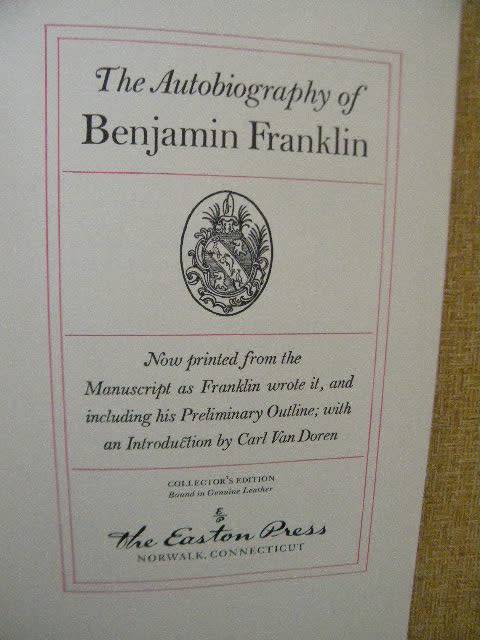 The Autobiography of
Benjamin Franklin
Now printed from the
Manuscript as Franklin wrote it, and
including his Preliminary Outline; with
an Introduction by Carl Van Doren
COLLECTOR'S EDITION
Bound in Genuine Leather
E
P
The Easton Press
NORWALK, CONNECTICUT